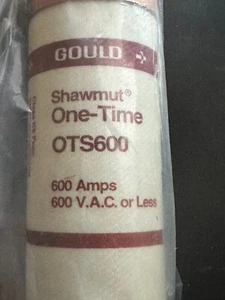 GOULD
Shawmut®
One-Time
OTS600
600 Amps
600 V.A.C. or Less